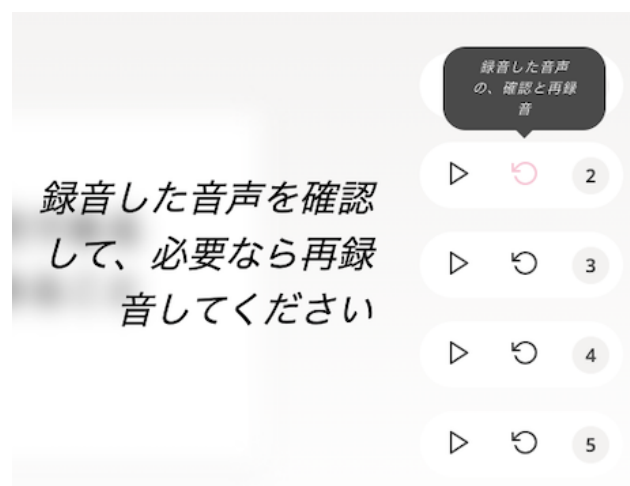 録音した音声
の、確認と再録
音
録音した音声を確認
して、必要なら再録
音してください
2
3
4
5